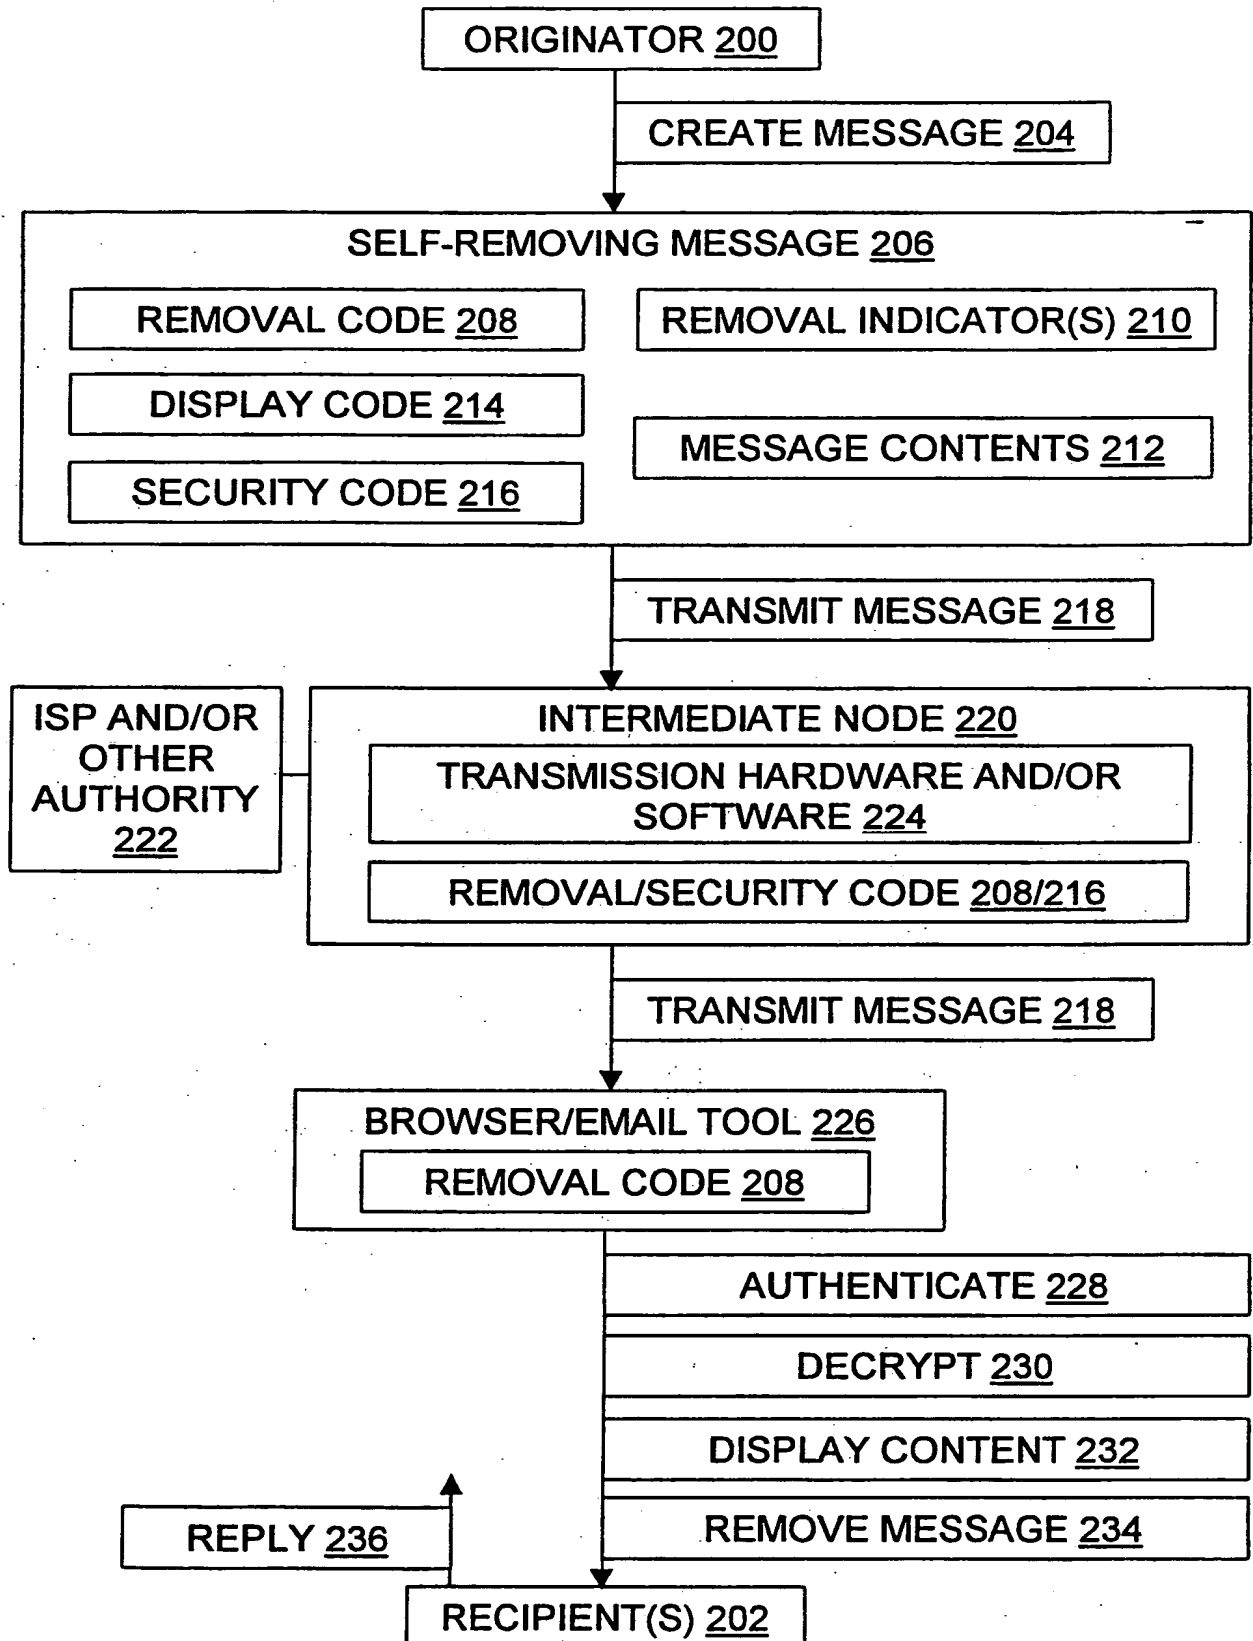 ORIGINATOR 200
CREATE MESSAGE 204
SELF-REMOVING MESSAGE 206
REMOVAL CODE 208
REMOVAL INDICATOR(S) 210
DISPLAY CODE 214
MESSAGE CONTENTS 212
SECURITY CODE 216
TRANSMIT MESSAGE 218
ISP AND/OR
OTHER
AUTHORITY
222
INTERMEDIATE NODE 220
TRANSMISSION HARDWARE AND/OR
SOFTWARE 224
REMOVAL/SECURITY CODE 208/216
TRANSMIT MESSAGE 218
BROWSER/EMAIL TOOL 226
REMOVAL CODE 208
AUTHENTICATE 228
DECRYPT 230
DISPLAY CONTENT 232
REMOVE MESSAGE 234
REPLY 236
RECIPIENT(S) 202